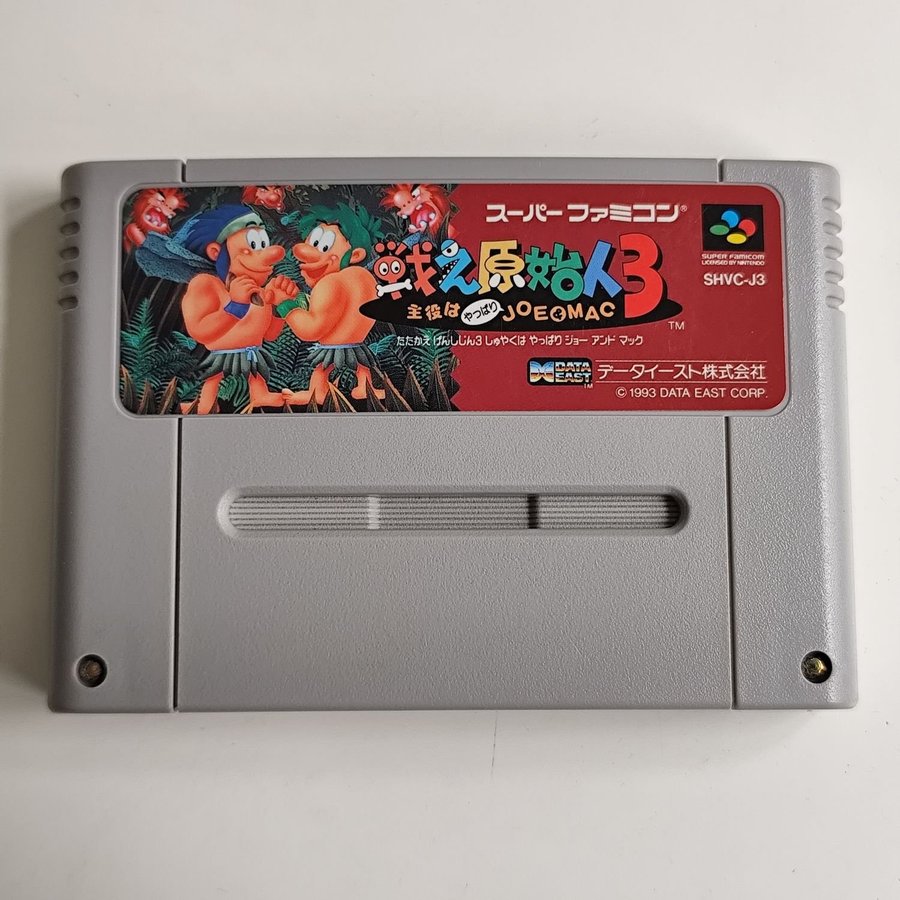 スーパーファミコン®
SUPER FAMICOM
LICENSED BY NINTENDO
SHVC-J3
戦え原始人3
主役は やっぱり JOE&MAC
TM
たたかえ げんしじん3 しゅやくは やっぱり ジョー アンド マック
DATA EAST TM データイースト株式会社
© 1993 DATA EAST CORP.